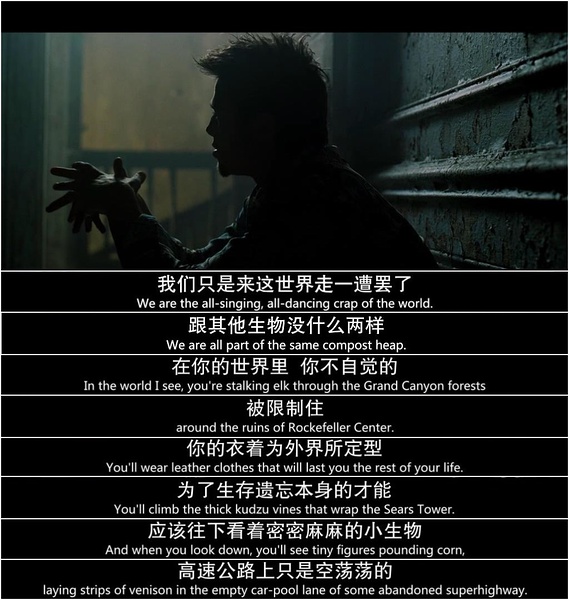 我们只是来这世界走一遭罢了
We are the all-singing, all-dancing crap of the world.
跟其他生物没什么两样
We are all part of the same compost heap.
在你的世界里 你不自觉的
In the world I see, you're stalking elk through the Grand Canyon forests
被限制住
around the ruins of Rockefeller Center.
你的衣着为外界所定型
You'll wear leather clothes that will last you the rest of your life.
为了生存遗忘本身的才能
You'll climb the thick kudzu vines that wrap the Sears Tower.
应该往下看着密密麻麻的小生物
And when you look down, you'll see tiny figures pounding corn,
高速公路上只是空荡荡的
laying strips of venison in the empty car-pool lane of some abandoned superhighway.